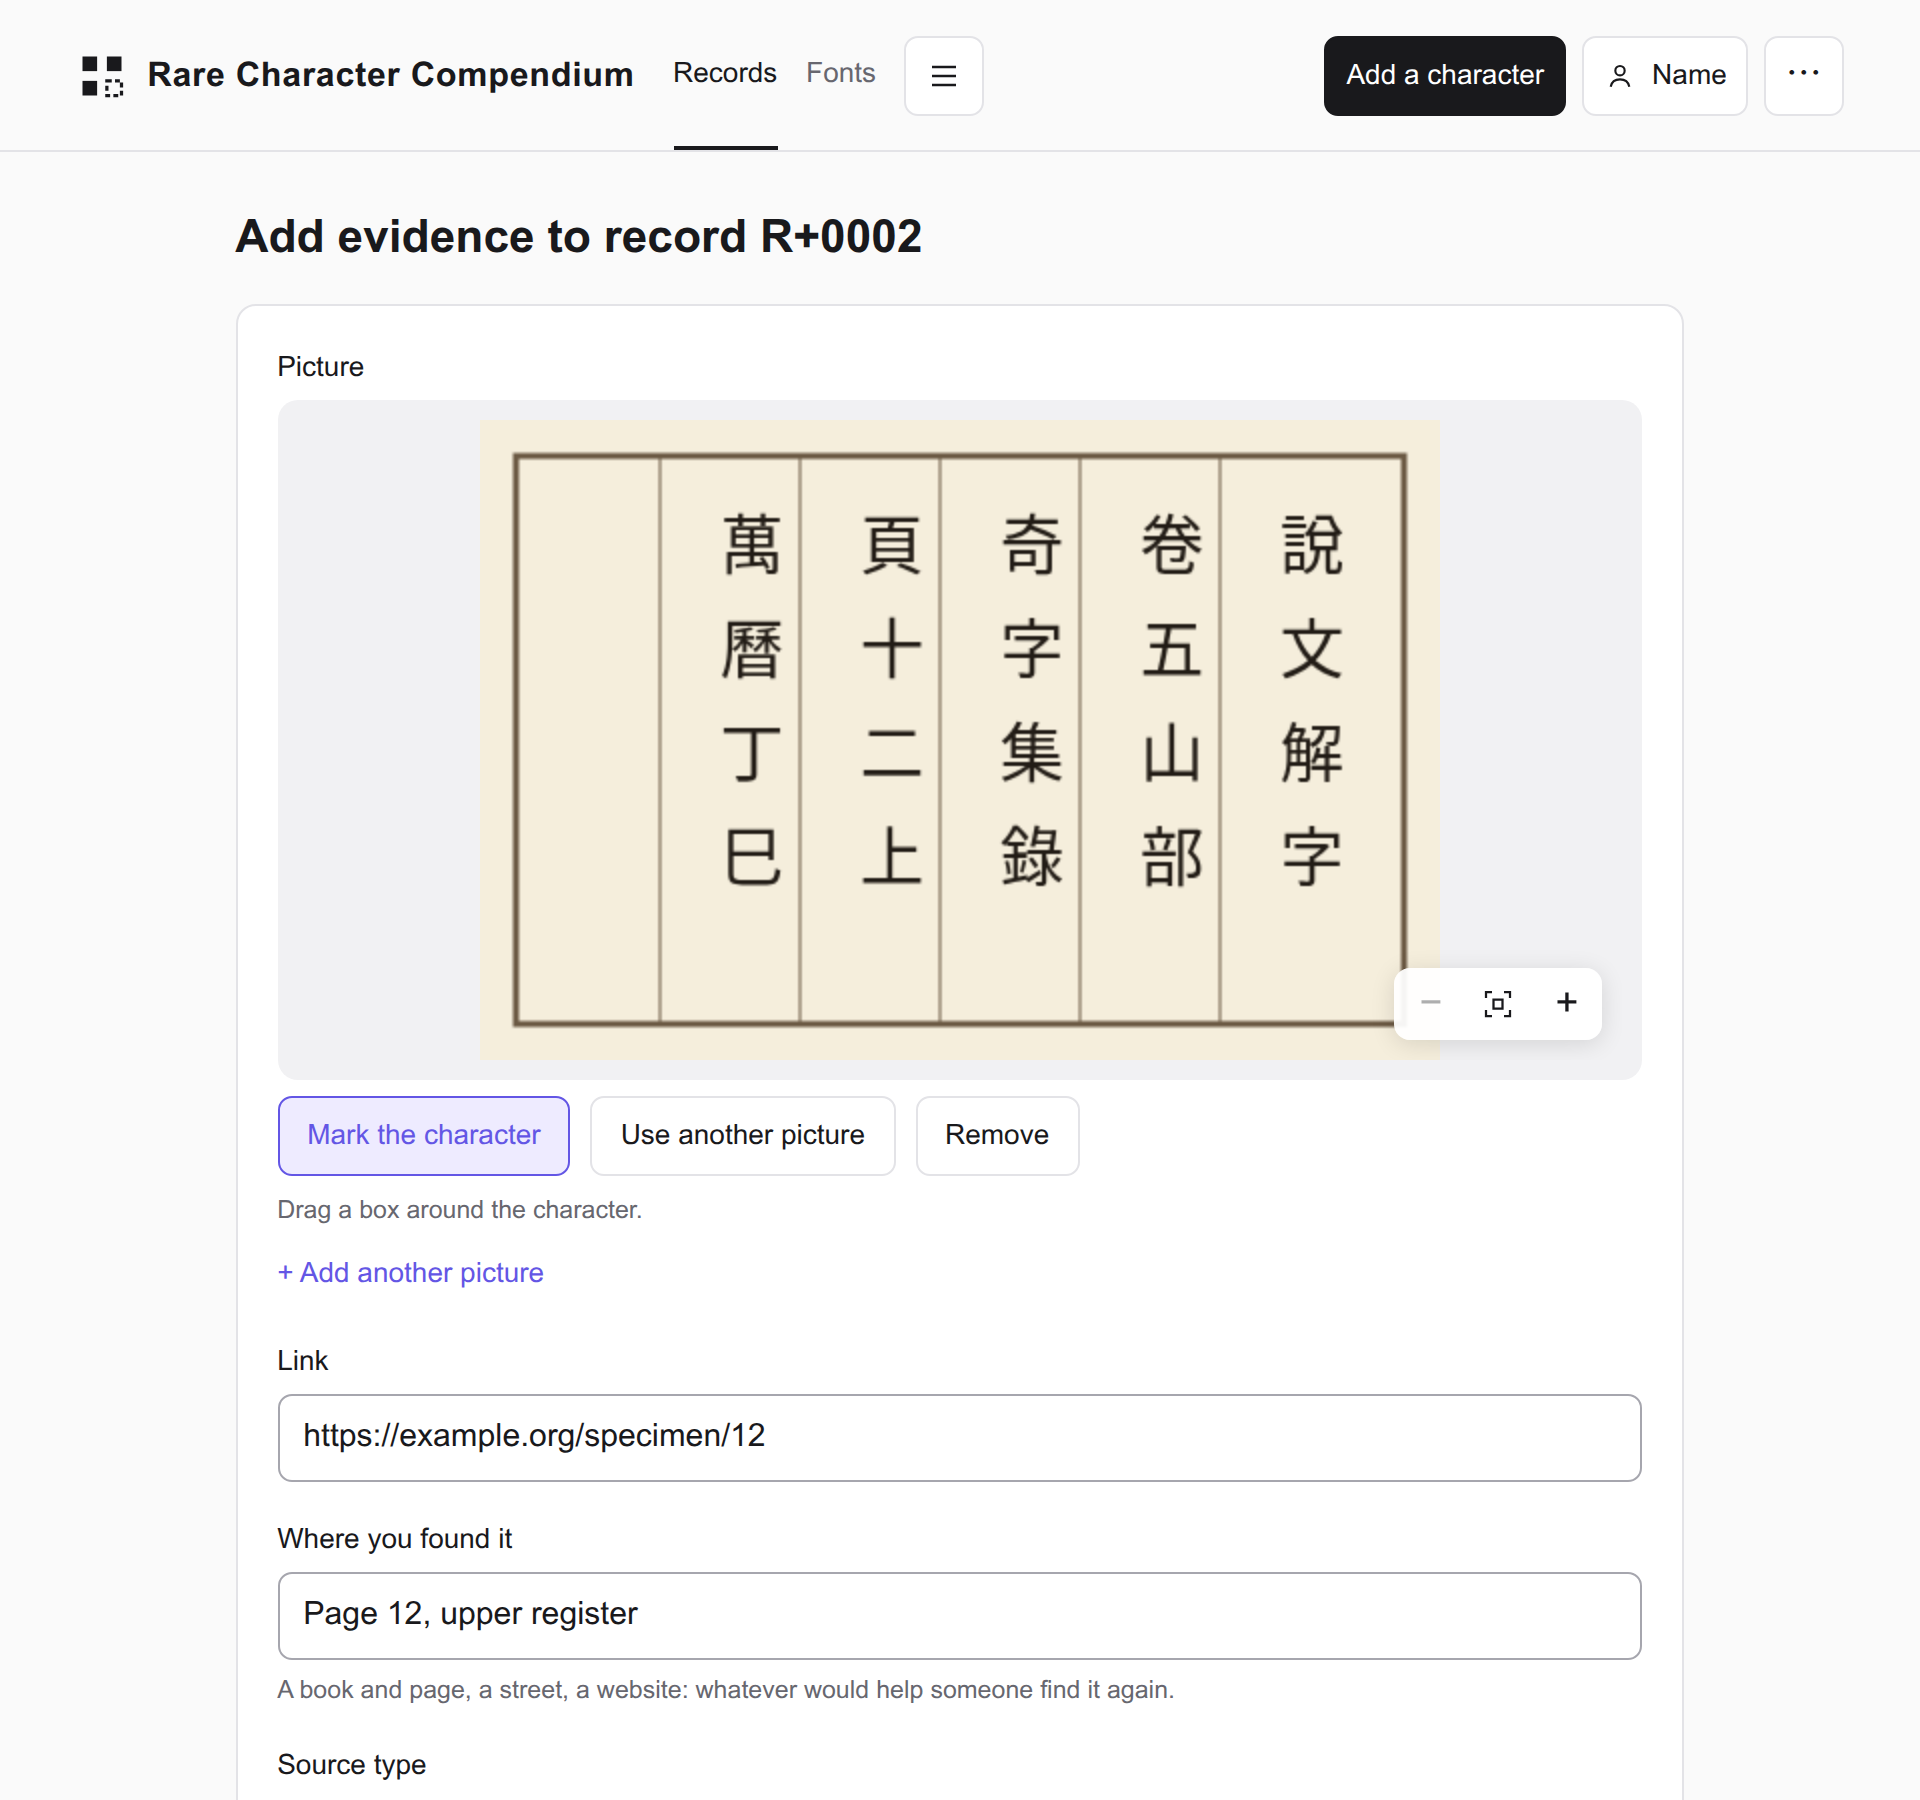 Rare Character Compendium
Records
Fonts
Add a character
Name
Add evidence to record R+0002
Picture
說文解字
卷五山部
奇字集錄
頁十二上
萬曆丁巳
Mark the character
Use another picture
Remove
Drag a box around the character.
+ Add another picture
Link
https://example.org/specimen/12
Where you found it
Page 12, upper register
A book and page, a street, a website: whatever would help someone find it again.
Source type